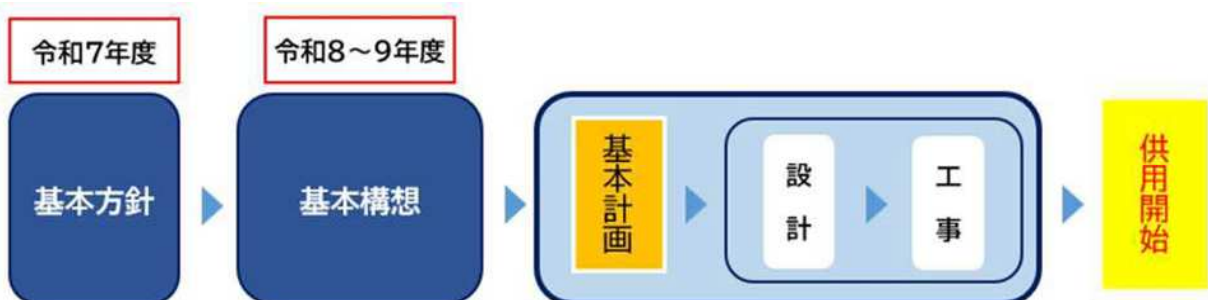 令和7年度
令和8～9年度
基本方針
基本構想
基本計画
設計
工事
供用開始